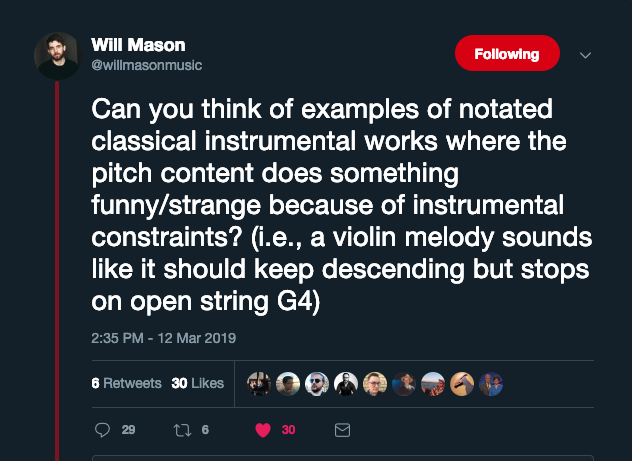 Will Mason
@willmasonmusic
Following
Can you think of examples of notated
classical instrumental works where the
pitch content does something
funny/strange because of instrumental
constraints? (i.e., a violin melody sounds
like it should keep descending but stops
on open string G4)
2:35 PM - 12 Mar 2019
6 Retweets 30 Likes
29 6 30